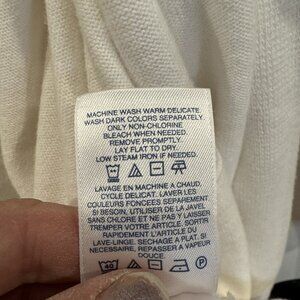 MACHINE WASH WARM DELICATE.
WASH DARK COLORS SEPARATELY.
ONLY NON-CHLORINE
BLEACH WHEN NEEDED.
REMOVE PROMPTLY.
LAY FLAT TO DRY.
LOW STEAM IRON IF NEEDED.
LAVAGE EN MACHINE A CHAUD,
CYCLE DELICAT. LAVER LES
COULEURS FONCEES SEPAREMENT.
SI BESOIN, UTILISER DE LA JAVEL
SANS CHLORE ET NE PAS Y LAISSER
TREMPER VOTRE ARTICLE. SORTIR
RAPIDEMENT L'ARTICLE DU
LAVE-LINGE. SECHAGE A PLAT. SI
NECESSAIRE, REPASSER A VAPEUR
DOUCE.
40 P